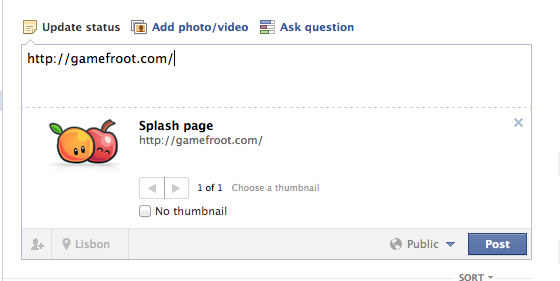 Update status Add photo/video Ask question
http://gamefroot.com/
Splash page
http://gamefroot.com/
1 of 1 Choose a thumbnail
No thumbnail
Lisbon Public Post
SORT